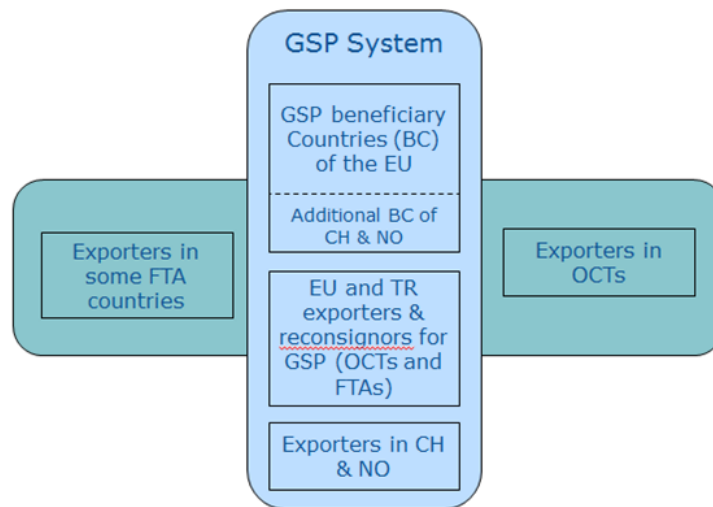 GSP System
GSP beneficiary
Countries (BC)
of the EU
Additional BC of
CH & NO
Exporters in
some FTA
countries
EU and TR
exporters &
reconsignors for
GSP (OCTs and
FTAs)
Exporters in
OCTs
Exporters in CH
& NO